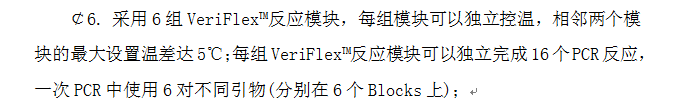 ¢6. 采用 6 组 VeriFlex™反应模块，每组模块可以独立控温，相邻两个模
块的最大设置温差达 5℃；每组 VeriFlex™反应模块可以独立完成 16 个 PCR 反应，
一次 PCR 中使用 6 对不同引物(分别在 6 个 Blocks 上)；↵